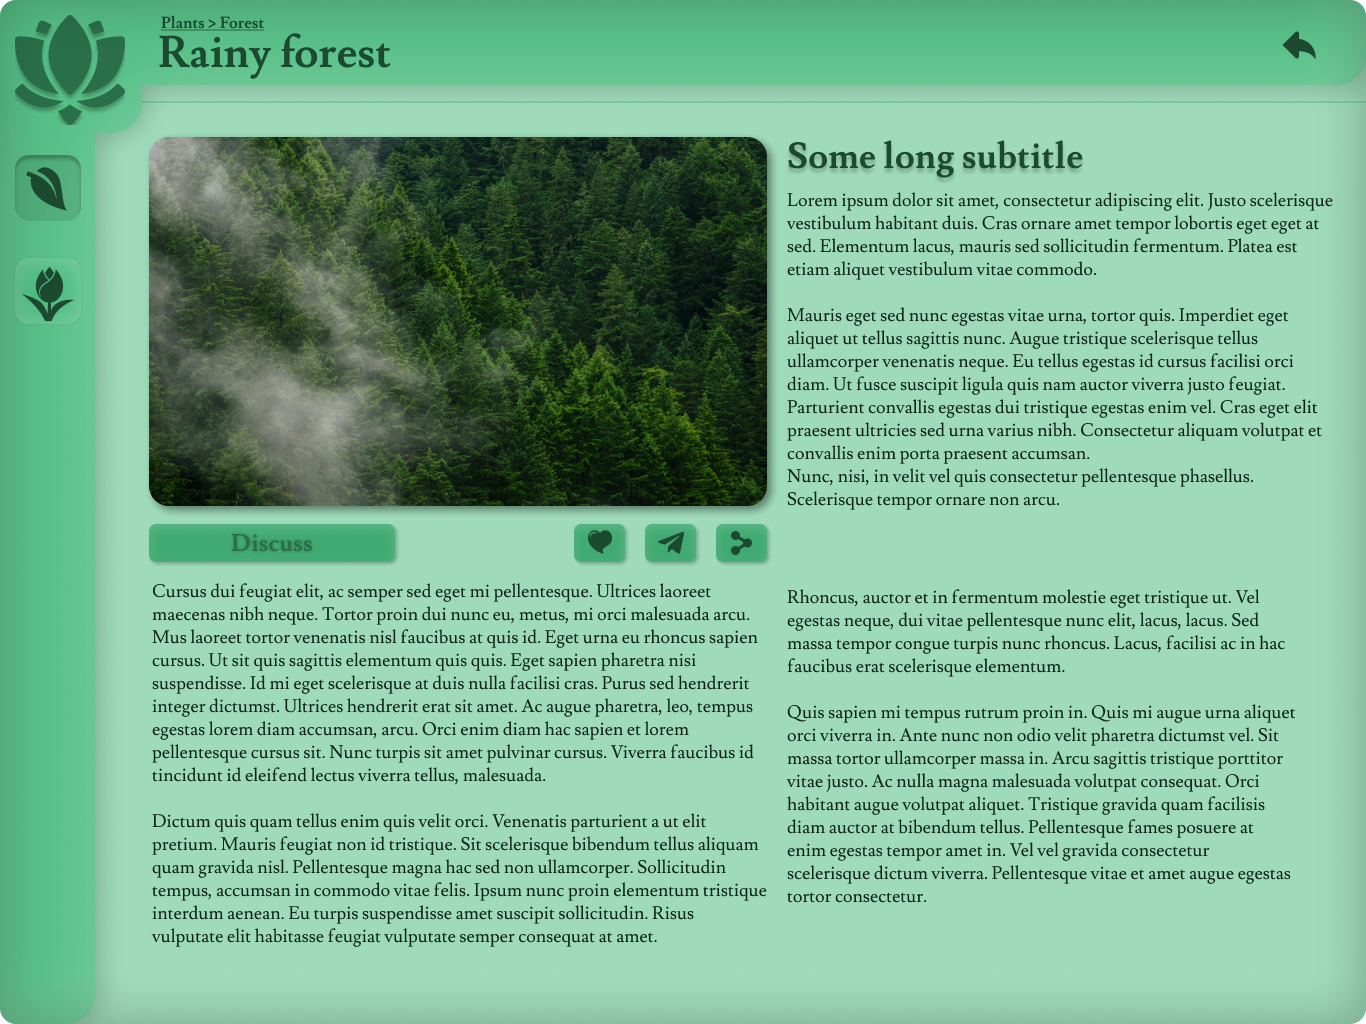 Plants > Forest
Rainy forest
Some long subtitle
Lorem ipsum dolor sit amet, consectetur adipiscing elit. Justo scelerisque
vestibulum habitant duis. Cras ornare amet tempor lobortis eget eget at
sed. Elementum lacus, mauris sed sollicitudin fermentum. Platea est
etiam aliquet vestibulum vitae commodo.
Mauris eget sed nunc egestas vitae urna, tortor quis. Imperdiet eget
aliquet ut tellus sagittis nunc. Augue tristique scelerisque tellus
ullamcorper venenatis neque. Eu tellus egestas id cursus facilisi orci
diam. Ut fusce suscipit ligula quis nam auctor viverra justo feugiat.
Parturient convallis egestas dui tristique egestas enim vel. Cras eget elit
praesent ultricies sed urna varius nibh. Consectetur aliquam volutpat et
convallis enim porta praesent accumsan.
Nunc, nisi, in velit vel quis consectetur pellentesque phasellus.
Scelerisque tempor ornare non arcu.
Discuss
Cursus dui feugiat elit, ac semper sed eget mi pellentesque. Ultrices laoreet
maecenas nibh neque. Tortor proin dui nunc eu, metus, mi orci malesuada arcu.
Mus laoreet tortor venenatis nisl faucibus at quis id. Eget urna eu rhoncus sapien
cursus. Ut sit quis sagittis elementum quis quis. Eget sapien pharetra nisi
suspendisse. Id mi eget scelerisque at duis nulla facilisi cras. Purus sed hendrerit
integer dictumst. Ultrices hendrerit erat sit amet. Ac augue pharetra, leo, tempus
egestas lorem diam accumsan, arcu. Orci enim diam hac sapien et lorem
pellentesque cursus sit. Nunc turpis sit amet pulvinar cursus. Viverra faucibus id
tincidunt id eleifend lectus viverra tellus, malesuada.
Dictum quis quam tellus enim quis velit orci. Venenatis parturient a ut elit
pretium. Mauris feugiat non id tristique. Sit scelerisque bibendum tellus aliquam
quam gravida nisl. Pellentesque magna hac sed non ullamcorper. Sollicitudin
tempus, accumsan in commodo vitae felis. Ipsum nunc proin elementum tristique
interdum aenean. Eu turpis suspendisse amet suscipit sollicitudin. Risus
vulputate elit habitasse feugiat vulputate semper consequat at amet.
Rhoncus, auctor et in fermentum molestie eget tristique ut. Vel
egestas neque, dui vitae pellentesque nunc elit, lacus, lacus. Sed
massa tempor congue turpis nunc rhoncus. Lacus, facilisi ac in hac
faucibus erat scelerisque elementum.
Quis sapien mi tempus rutrum proin in. Quis mi augue urna aliquet
orci viverra in. Ante nunc non odio velit pharetra dictumst vel. Sit
massa tortor ullamcorper massa in. Arcu sagittis tristique porttitor
vitae justo. Ac nulla magna malesuada volutpat consequat. Orci
habitant augue volutpat aliquet. Tristique gravida quam facilisis
diam auctor at bibendum tellus. Pellentesque fames posuere at
enim egestas tempor amet in. Vel vel gravida consectetur
scelerisque dictum viverra. Pellentesque vitae et amet augue egestas
tortor consectetur.